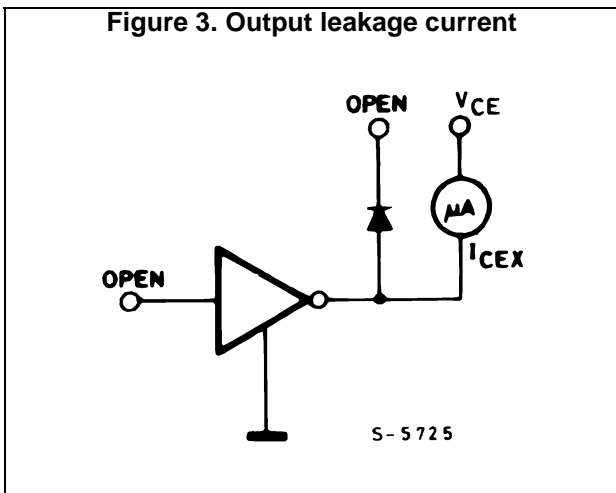 Figure 3. Output leakage current
OPEN
VCE
μA
ICEX
OPEN
S-5725